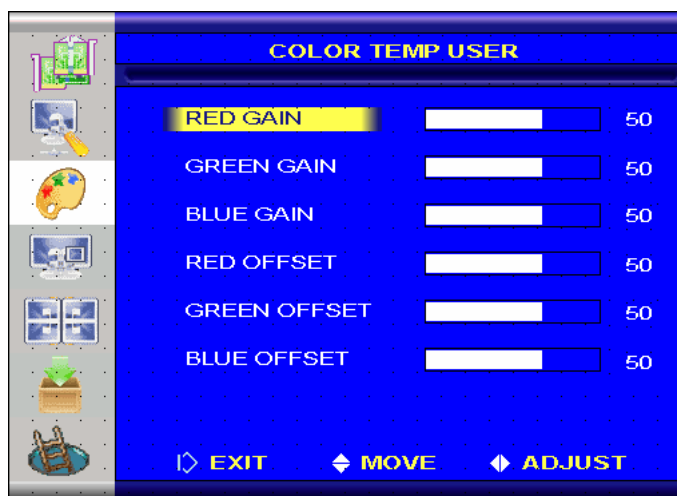 COLOR TEMP USER
RED GAIN 50
GREEN GAIN 50
BLUE GAIN 50
RED OFFSET 50
GREEN OFFSET 50
BLUE OFFSET 50
EXIT MOVE ADJUST